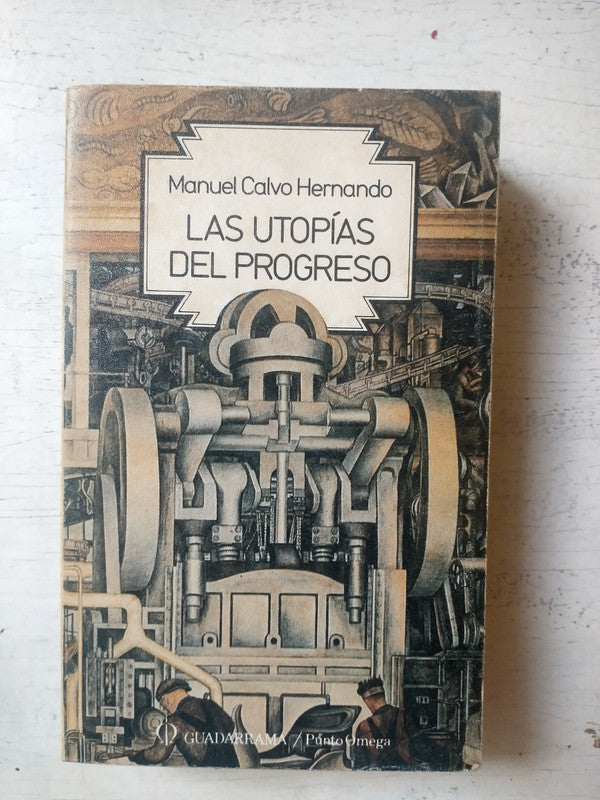 Manuel Calvo Hernando
LAS UTOPÍAS
DEL PROGRESO
GUADARRAMA / Punto Omega